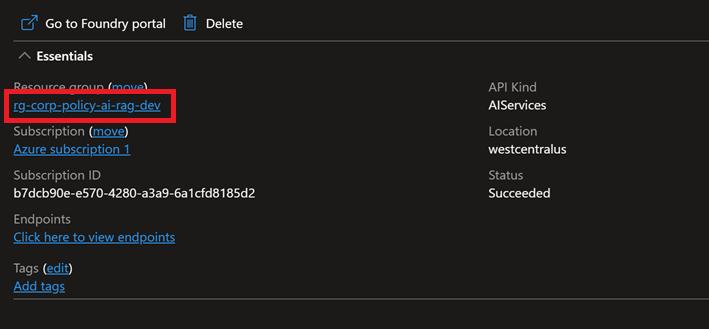 Go to Foundry portal Delete
Essentials
Resource group (move)
rg-corp-policy-ai-rag-dev
Subscription (move)
Azure subscription 1
Subscription ID
b7dcb90e-e570-4280-a3a9-6a1cfd8185d2
Endpoints
Click here to view endpoints
Tags (edit)
Add tags
API Kind
AIServices
Location
westcentralus
Status
Succeeded